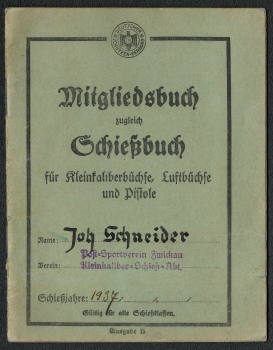 Mitgliedsbuch
zugleich
Schießbuch
für Kleinkaliberbüchse, Luftbüchse
und Pistole
Name: Joh Schneider
Post-Sportverein Zwickau
Verein: Kleinkaliber-Schieß-Abt.
Schießjahre: 1937, , ,
Gültig für alle Schießklassen.
Ausgabe B